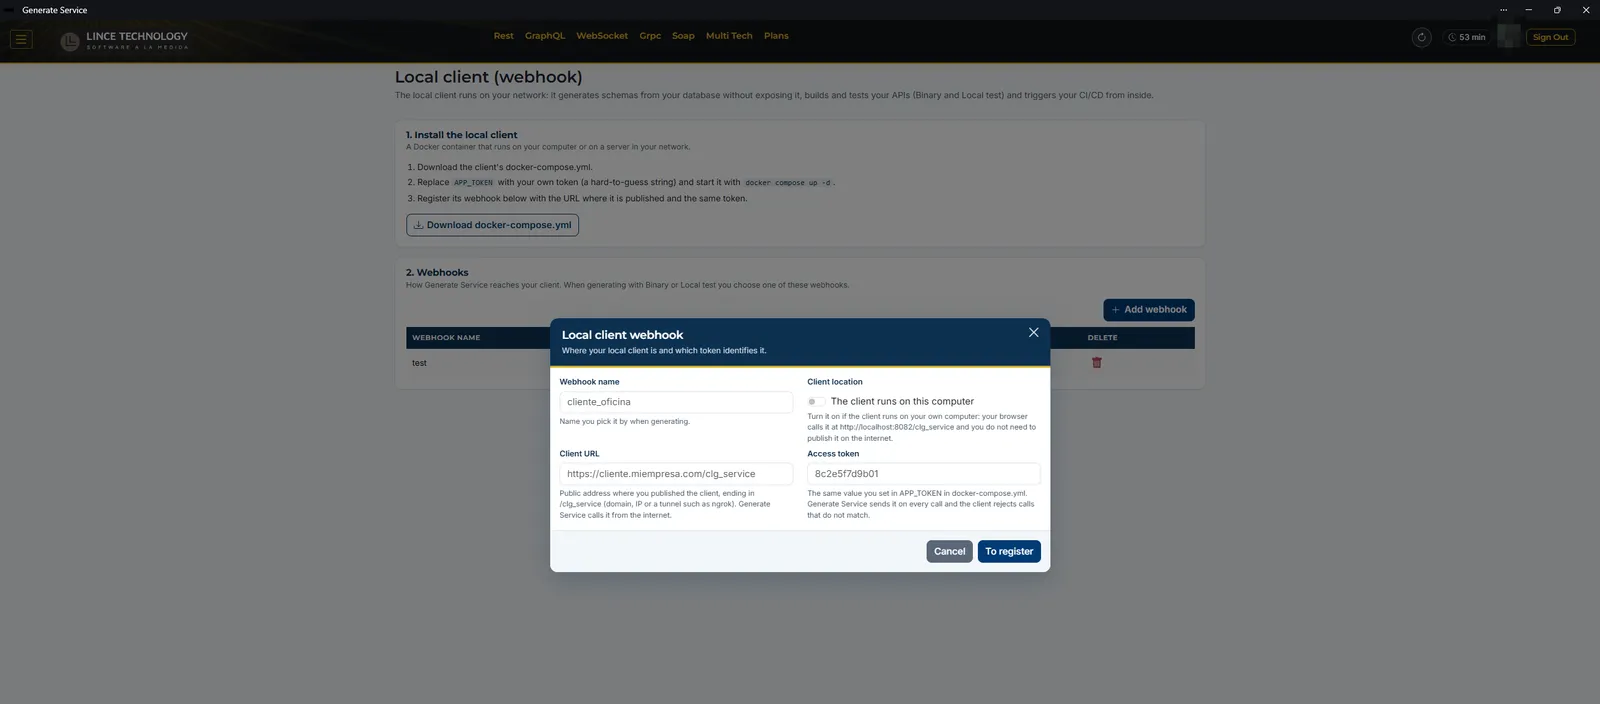 Generate Service
LINCE TECHNOLOGY
SOFTWARE A LA MEDIDA
Rest GraphQL WebSocket Grpc Soap Multi Tech Plans
53 min
Sign Out
Local client (webhook)
The local client runs on your network: it generates schemas from your database without exposing it, builds and tests your APIs (Binary and Local test) and triggers your CI/CD from inside.
1. Install the local client
A Docker container that runs on your computer or on a server in your network.
1. Download the client's docker-compose.yml.
2. Replace APP_TOKEN with your own token (a hard-to-guess string) and start it with docker compose up -d.
3. Register its webhook below with the URL where it is published and the same token.
Download docker-compose.yml
2. Webhooks
How Generate Service reaches your client. When generating with Binary or Local test you choose one of these webhooks.
+ Add webhook
WEBHOOK NAME
DELETE
test
Local client webhook
Where your local client is and which token identifies it.
Webhook name
cliente_oficina
Name you pick it by when generating.
Client location
The client runs on this computer
Turn it on if the client runs on your own computer: your browser
calls it at http://localhost:8082/clg_service and you do not need to
publish it on the internet.
Client URL
https://cliente.miempresa.com/clg_service
Public address where you published the client, ending in
/clg_service (domain, IP or a tunnel such as ngrok). Generate
Service calls it from the internet.
Access token
8c2e5f7d9b01
The same value you set in APP_TOKEN in docker-compose.yml.
Generate Service sends it on every call and the client rejects calls
that do not match.
Cancel
To register